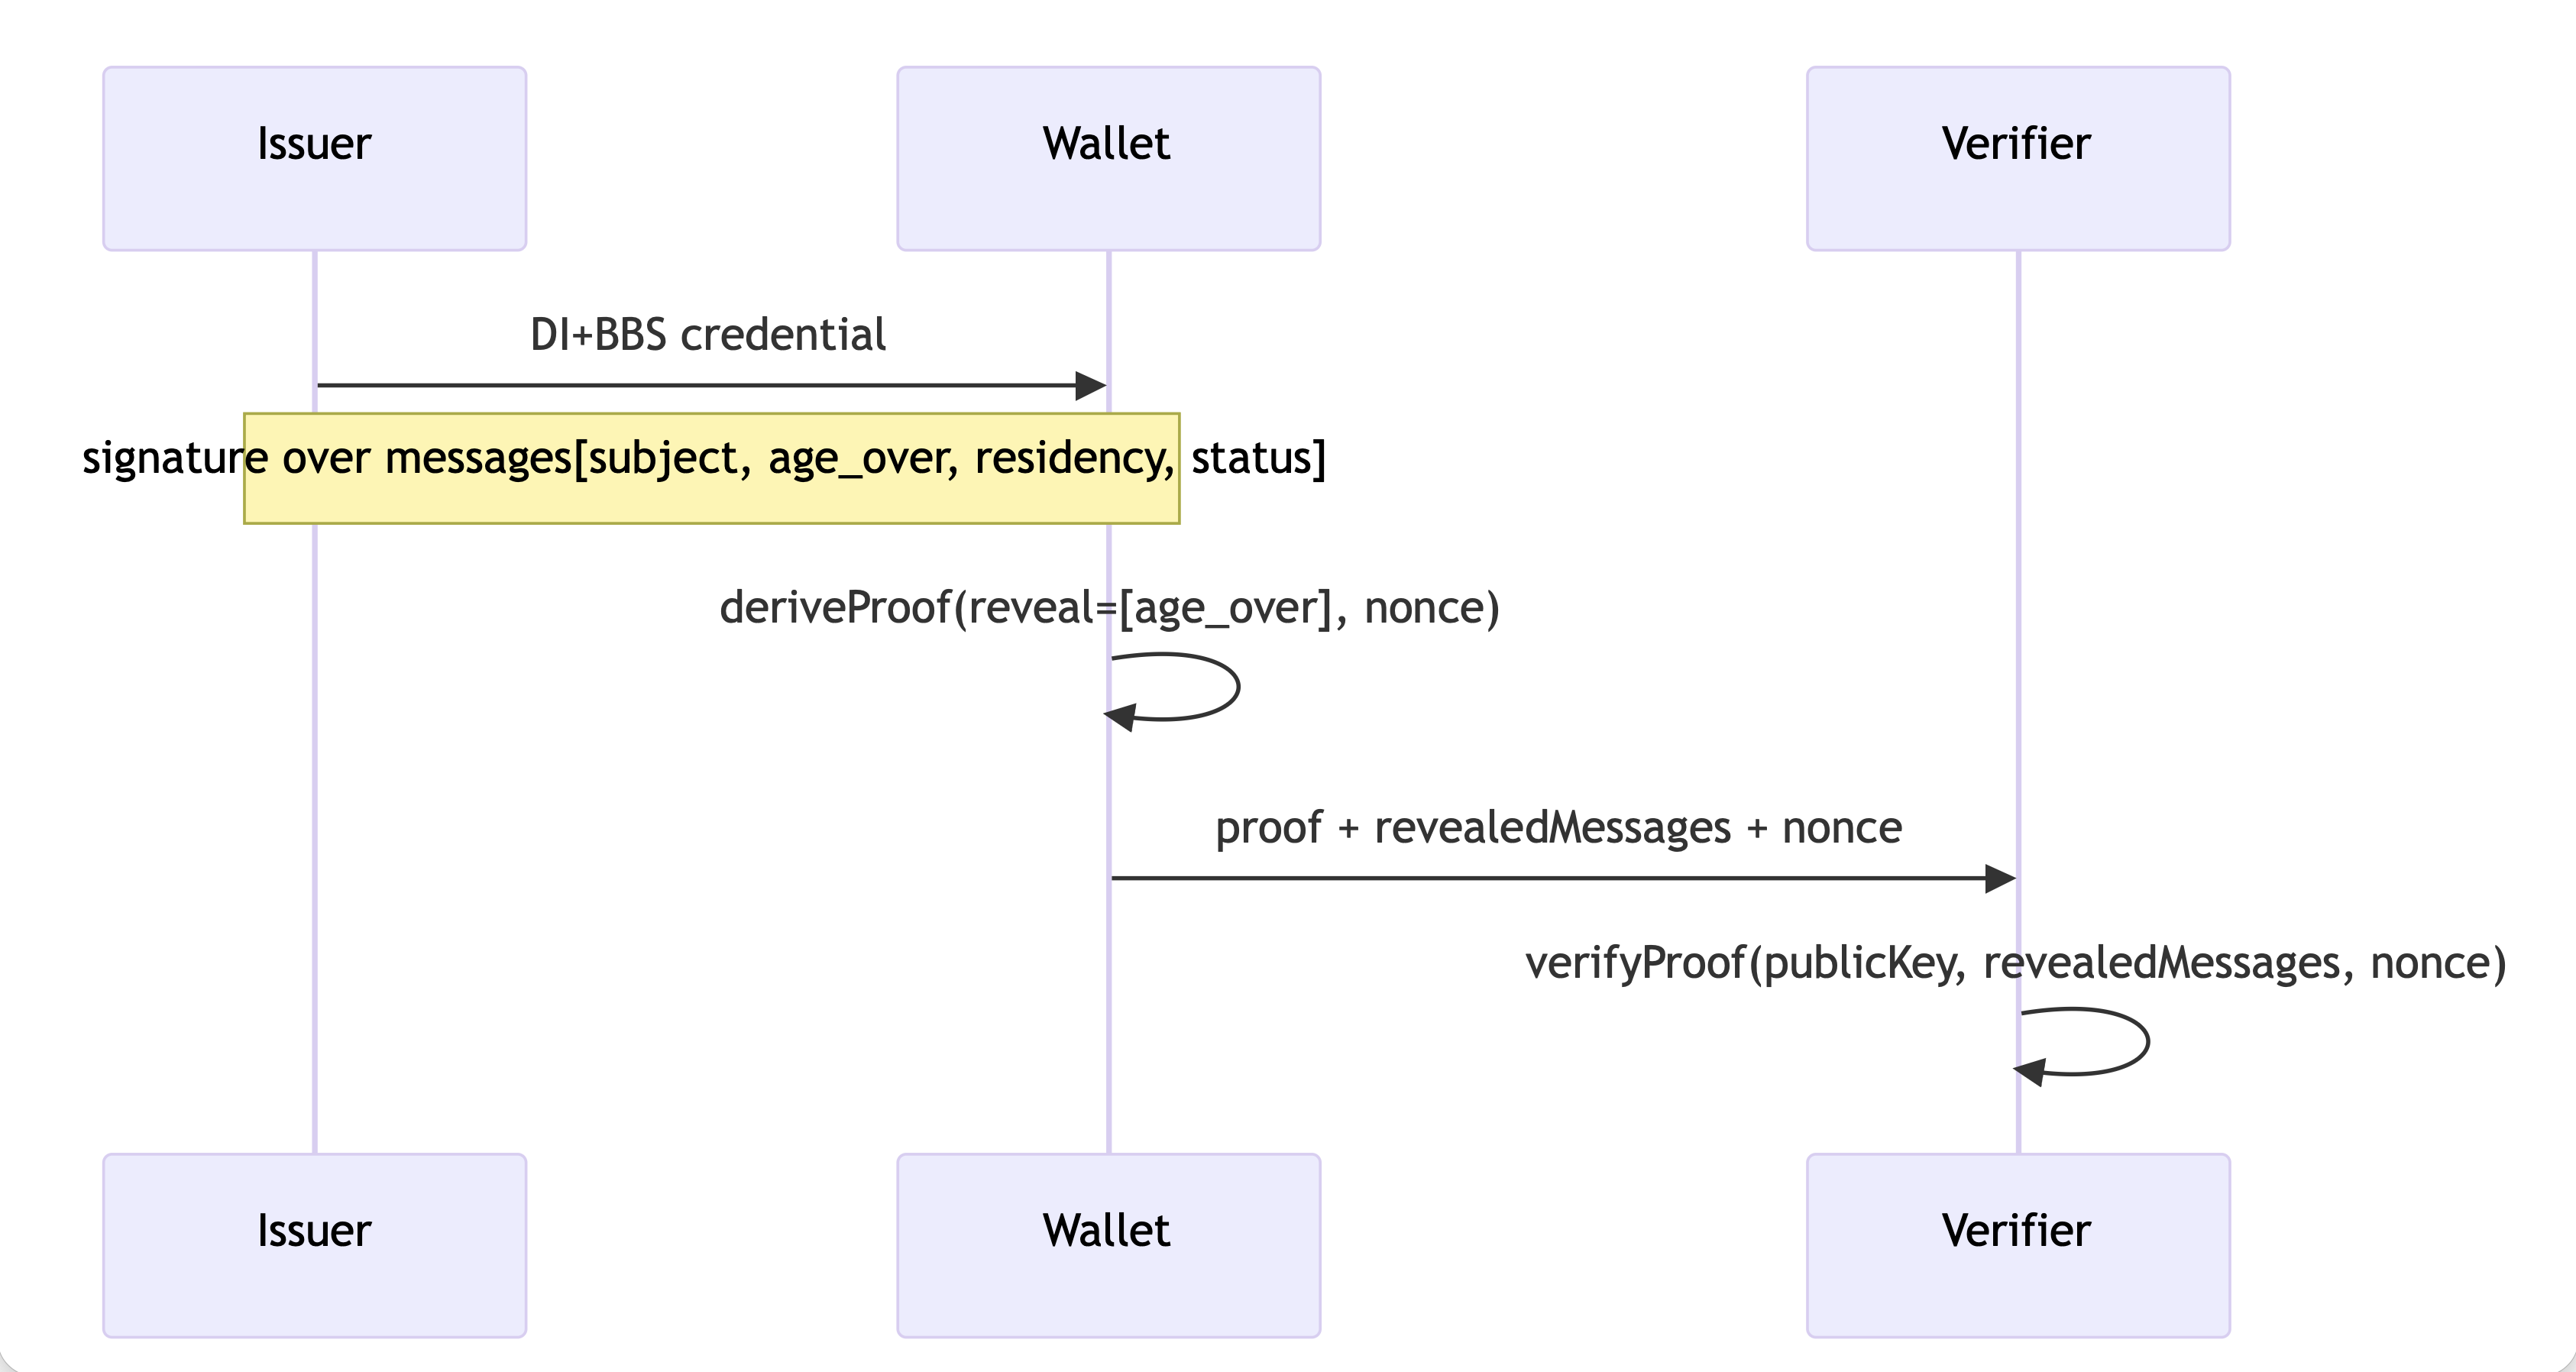 Issuer
Wallet
Verifier
DI+BBS credential
signature over messages[subject, age_over, residency, status]
deriveProof(reveal=[age_over], nonce)
proof + revealedMessages + nonce
verifyProof(publicKey, revealedMessages, nonce)
Issuer
Wallet
Verifier